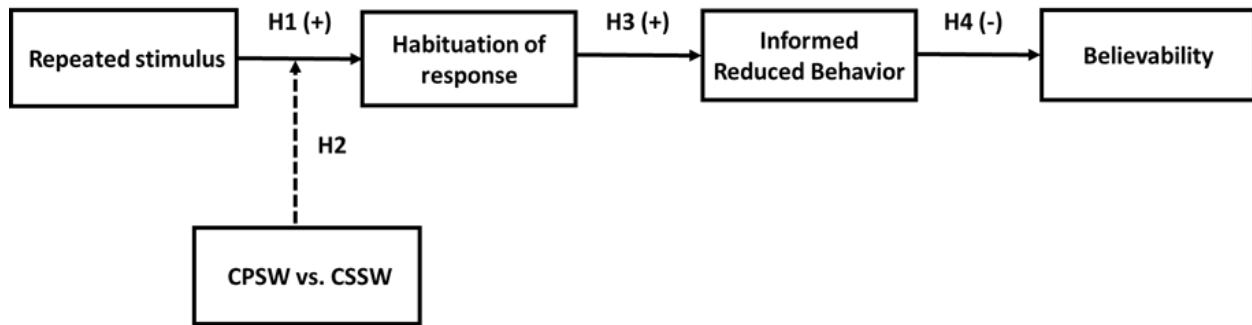 H1 (+)
H3 (+)
H4 (-)
Repeated stimulus
Habituation of
response
Informed
Reduced Behavior
Believability
H2
CPSW vs. CSSW